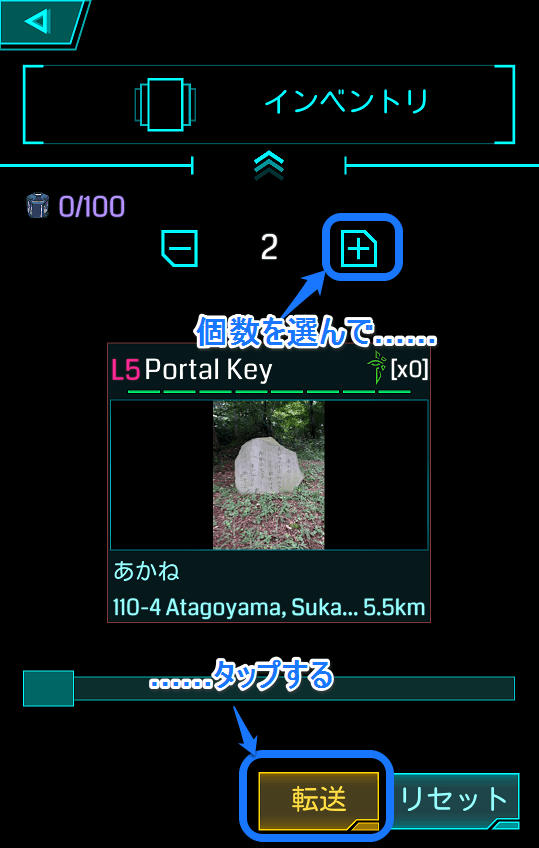 インベントリ
0/100
2
個数を選んで......
L5 Portal Key [x0]
あかね
110-4 Atagoyama, Suka... 5.5km
......タップする
転送
リセット